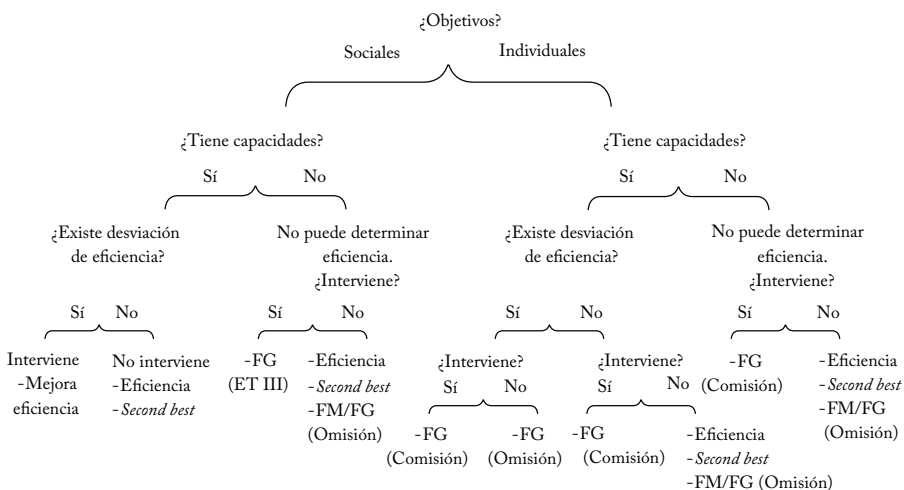 ¿Objetivos?
Sociales Individuales
¿Tiene capacidades? ¿Tiene capacidades?
Sí No Sí No
¿Existe desviación
de eficiencia?
No puede determinar
eficiencia.
¿Interviene?
¿Existe desviación
de eficiencia?
No puede determinar
eficiencia.
¿Interviene?
Sí No Sí No Sí No Sí No
Interviene
-Mejora
eficiencia
No interviene
-Eficiencia
-Second best
-FG
(ET III)
-Eficiencia
-Second best
-FM/FG
(Omisión)
¿Interviene?
Sí No
-FG
(Comisión)
-FG
(Omisión)
¿Interviene?
Sí No
-FG
(Comisión)
-Eficiencia
-Second best
-FM/FG (Omisión)
-FG
(Comisión)
-Eficiencia
-Second best
-FM/FG
(Omisión)